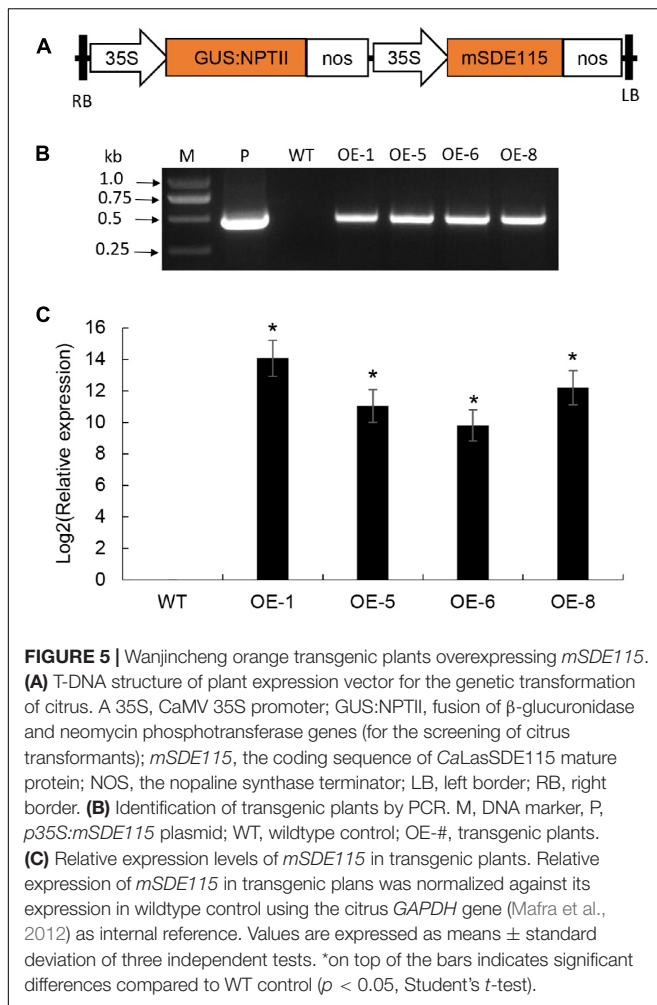 A
35S GUS:NPTII nos 35S mSDE115 nos
RB LB
B
kb M P WT OE-1 OE-5 OE-6 OE-8
1.0
0.75
0.5
0.25
C
Log2(Relative expression)
16
14
12
10
8
6
4
2
0
* * * *
WT OE-1 OE-5 OE-6 OE-8
FIGURE 5 | Wanjincheng orange transgenic plants overexpressing mSDE115.
(A) T-DNA structure of plant expression vector for the genetic transformation
of citrus. A 35S, CaMV 35S promoter; GUS:NPTII, fusion of β-glucuronidase
and neomycin phosphotransferase genes (for the screening of citrus
transformants); mSDE115, the coding sequence of CaLasSDE115 mature
protein; NOS, the nopaline synthase terminator; LB, left border; RB, right
border. (B) Identification of transgenic plants by PCR. M, DNA marker, P,
p35S:mSDE115 plasmid; WT, wildtype control; OE-#, transgenic plants.
(C) Relative expression levels of mSDE115 in transgenic plants. Relative
expression of mSDE115 in transgenic plans was normalized against its
expression in wildtype control using the citrus GAPDH gene (Mafra et al.,
2012) as internal reference. Values are expressed as means ± standard
deviation of three independent tests. *on top of the bars indicates significant
differences compared to WT control (p < 0.05, Student's t-test).